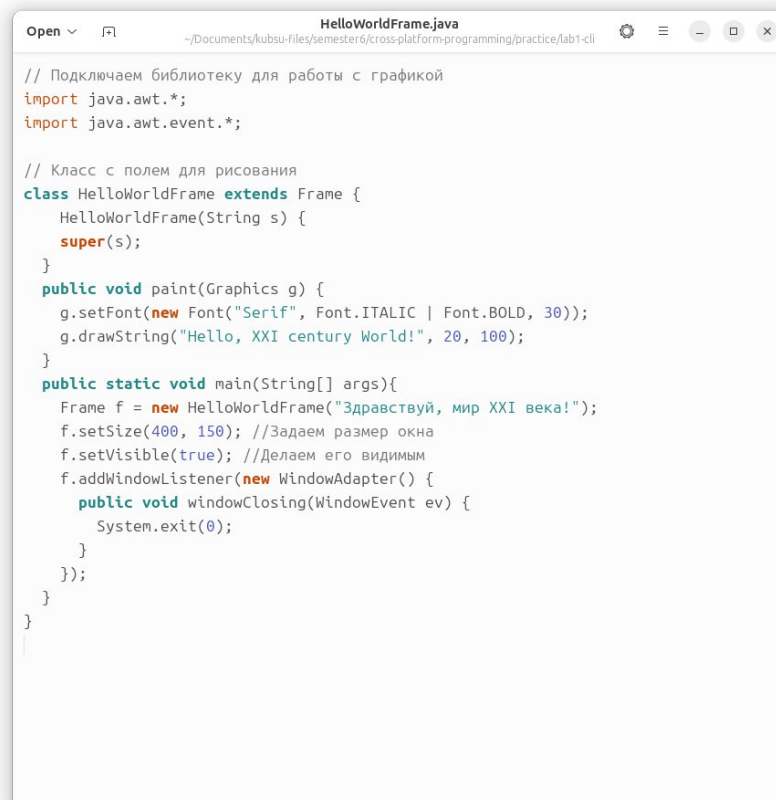 Open
HelloWorldFrame.java
~/Documents/kubsu-files/semester6/cross-platform-programming/practice/lab1-cli
// Подключаем библиотеку для работы с графикой
import java.awt.*;
import java.awt.event.*;
// Класс с полем для рисования
class HelloWorldFrame extends Frame {
HelloWorldFrame(String s) {
super(s);
}
public void paint(Graphics g) {
g.setFont(new Font("Serif", Font.ITALIC | Font.BOLD, 30));
g.drawString("Hello, XXI century World!", 20, 100);
}
public static void main(String[] args){
Frame f = new HelloWorldFrame("Здравствуй, мир XXI века!");
f.setSize(400, 150); //Задаем размер окна
f.setVisible(true); //Делаем его видимым
f.addWindowListener(new WindowAdapter() {
public void windowClosing(WindowEvent ev) {
System.exit(0);
}
});
}
}